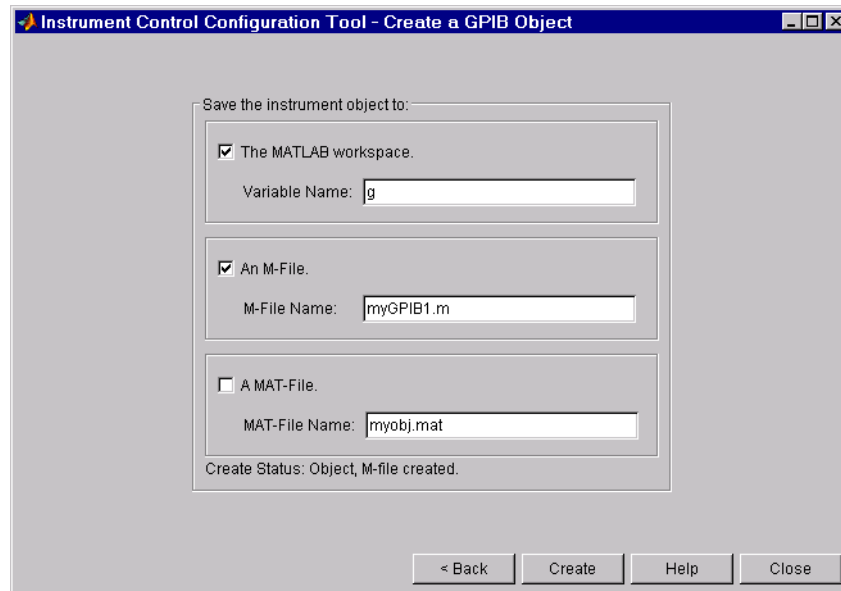 Instrument Control Configuration Tool - Create a GPIB Object
Save the instrument object to:
The MATLAB workspace.
Variable Name: g
An M-File.
M-File Name: myGPIB1.m
A MAT-File.
MAT-File Name: myobj.mat
Create Status: Object, M-file created.
< Back Create Help Close